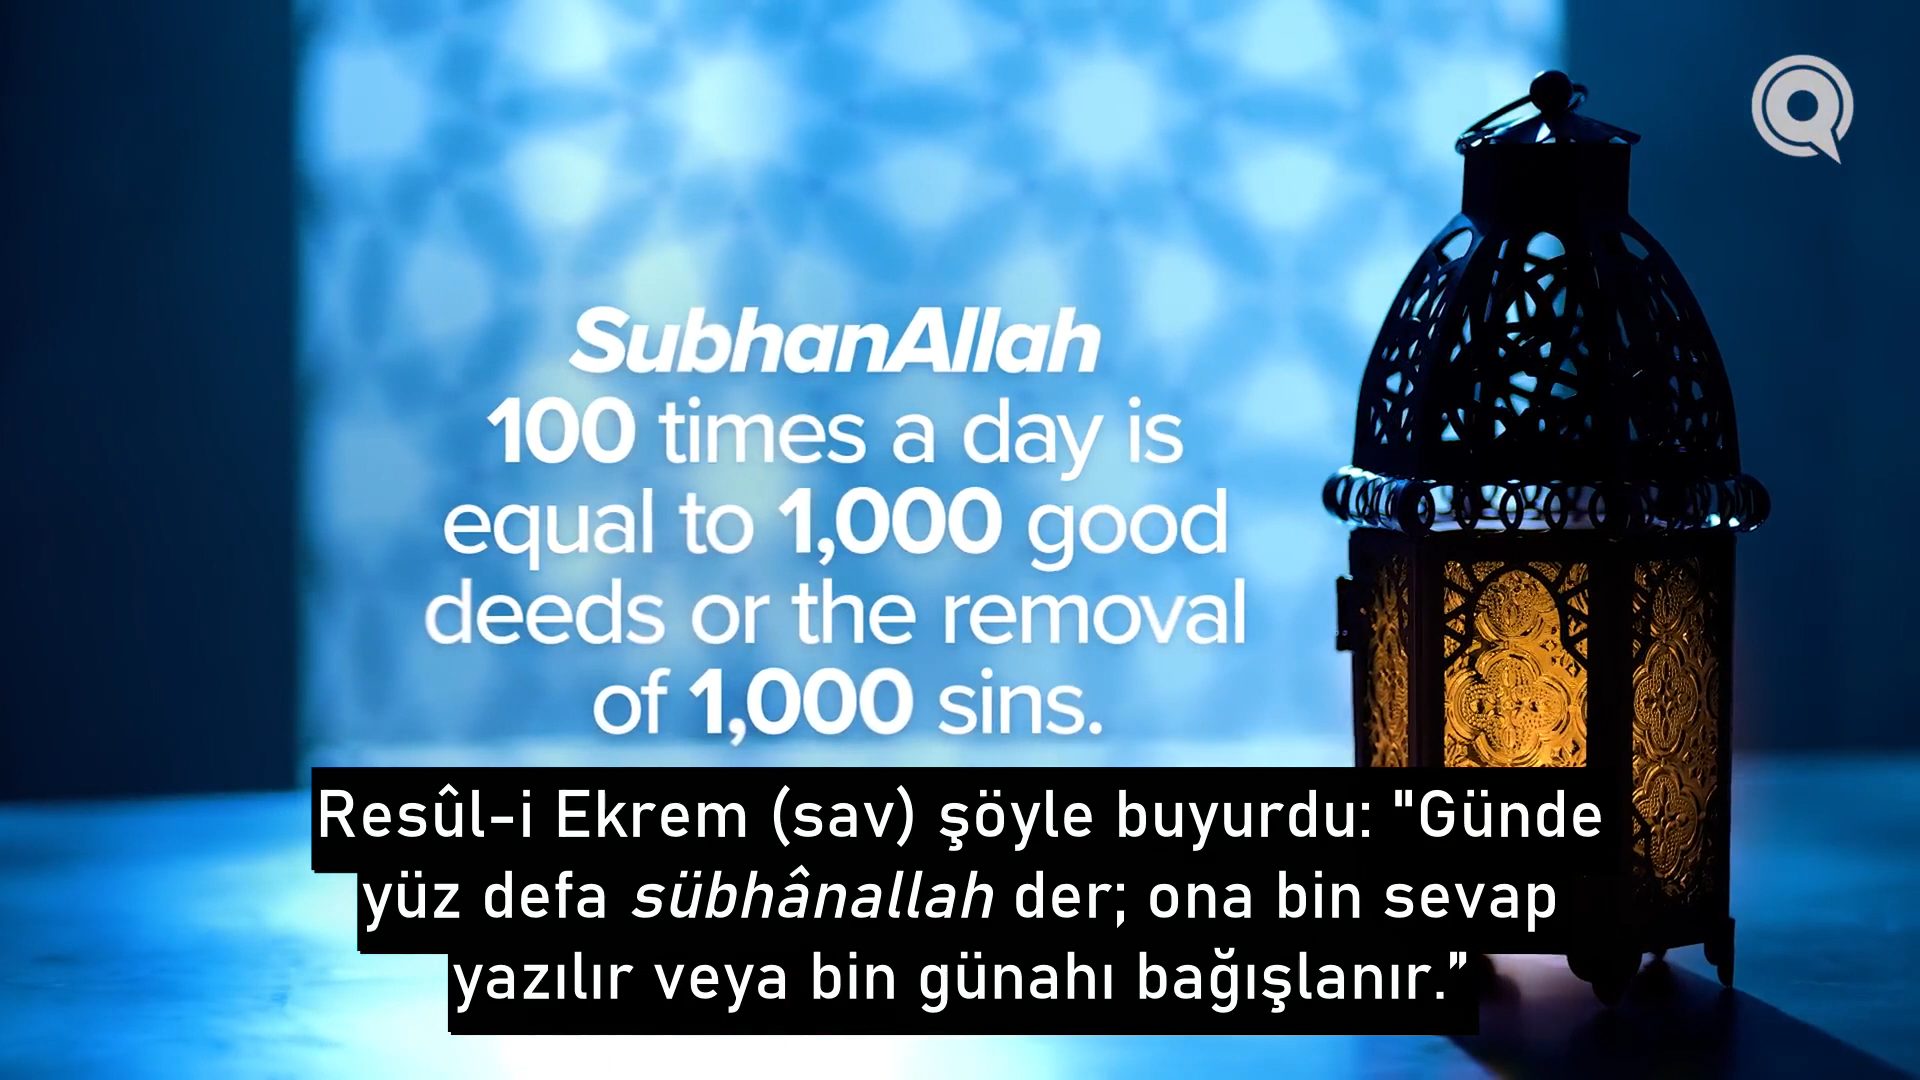 SubhanAllah
100 times a day is
equal to 1,000 good
deeds or the removal
of 1,000 sins.
Resûl-i Ekrem (sav) şöyle buyurdu: "Günde
yüz defa sübhânallah der; ona bin sevap
yazılır veya bin günahı bağışlanır.”